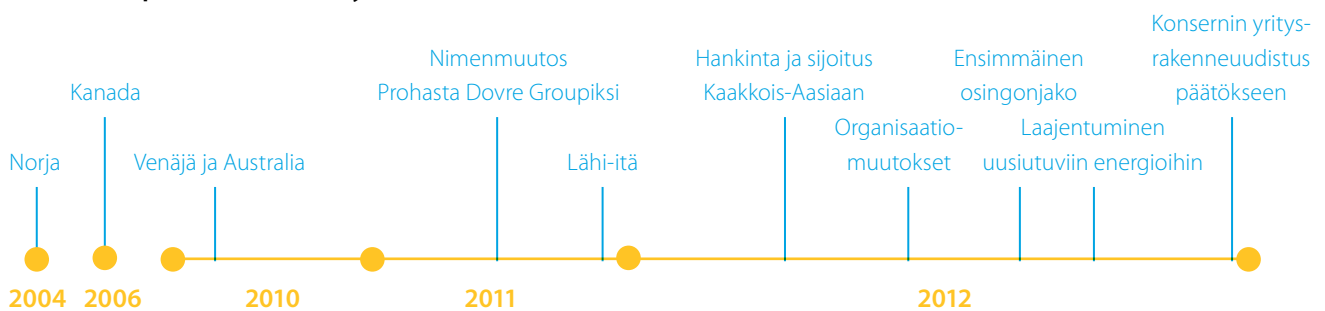 Norja
Kanada
Venäjä ja Australia
Nimenmuutos
Prohasta Dovre Groupiksi
Lähi-itä
Hankinta ja sijoitus
Kaakkois-Aasiaan
Organisaatio-
muutokset
Ensimmäinen
osingonjako
Laajentuminen
uusiutuviin energioihin
Konsernin yritys-
rakenneuudistus
päätökseen
2004
2006
2010
2011
2012